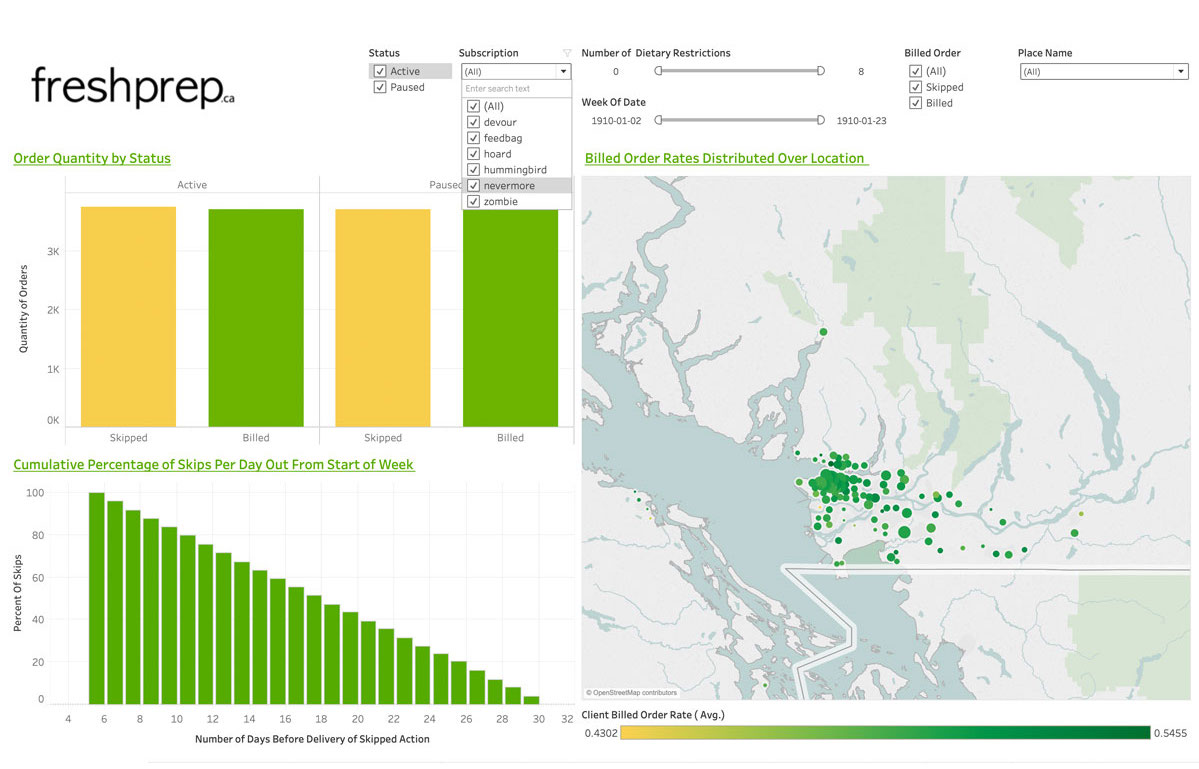 freshprep.ca
Status
Active
Paused
Subscription
(All)
Enter search text
(All)
devour
feedbag
hoard
hummingbird
nevermore
zombie
Number of Dietary Restrictions
0 8
Week Of Date
1910-01-02 1910-01-23
Billed Order
(All)
Skipped
Billed
Place Name
(All)
Order Quantity by Status
Active Paused
Quantity of Orders
3K
2K
1K
0K
Skipped Billed Skipped Billed
Cumulative Percentage of Skips Per Day Out From Start of Week
Percent Of Skips
100
80
60
40
20
0
4 6 8 10 12 14 16 18 20 22 24 26 28 30 32
Number of Days Before Delivery of Skipped Action
Billed Order Rates Distributed Over Location
© OpenStreetMap contributors
Client Billed Order Rate ( Avg.)
0.4302 0.5455